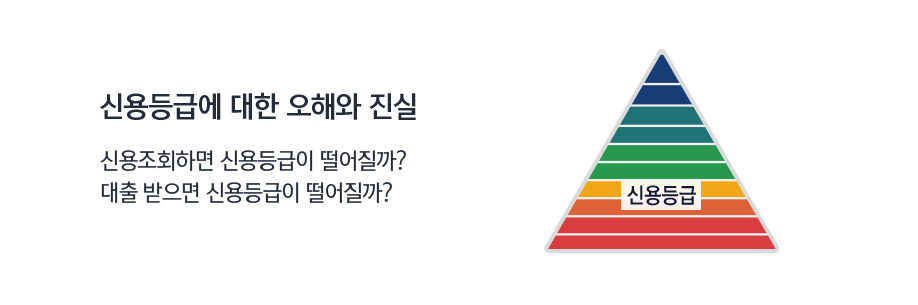 신용등급에 대한 오해와 진실
신용조회하면 신용등급이 떨어질까?
대출 받으면 신용등급이 떨어질까?
신용등급